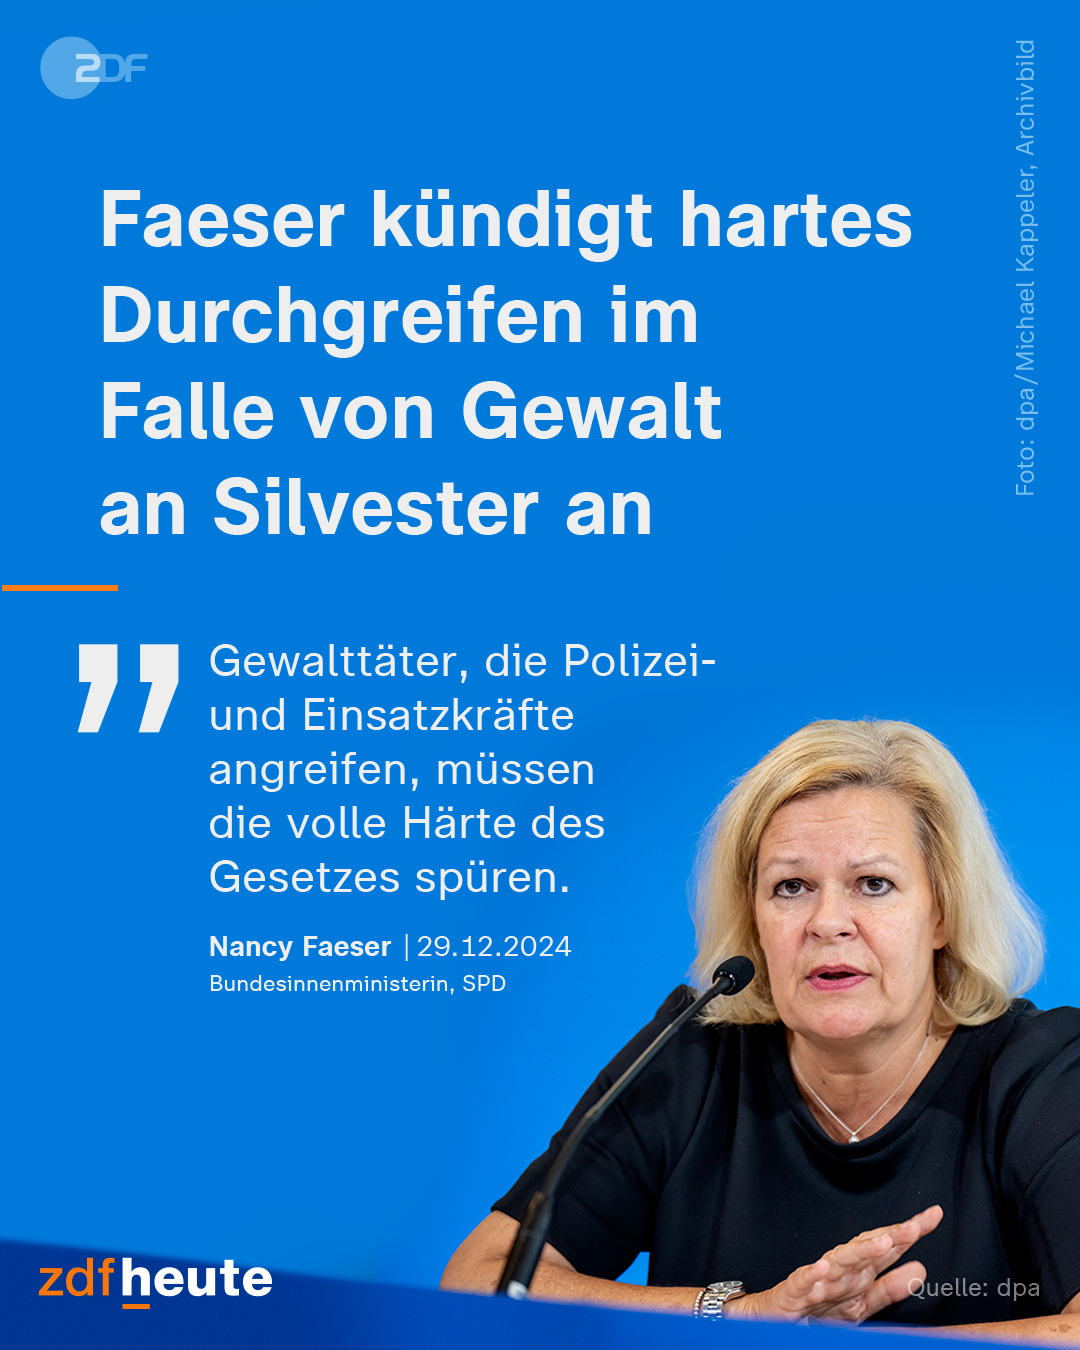 ZDF
Foto: dpa/Michael Kappeler, Archivbild
Faeser kündigt hartes
Durchgreifen im
Falle von Gewalt
an Silvester an
”
Gewalttäter, die Polizei-
und Einsatzkräfte
angreifen, müssen
die volle Härte des
Gesetzes spüren.
Nancy Faeser | 29.12.2024
Bundesinnenministerin, SPD
zdfheute
Quelle: dpa